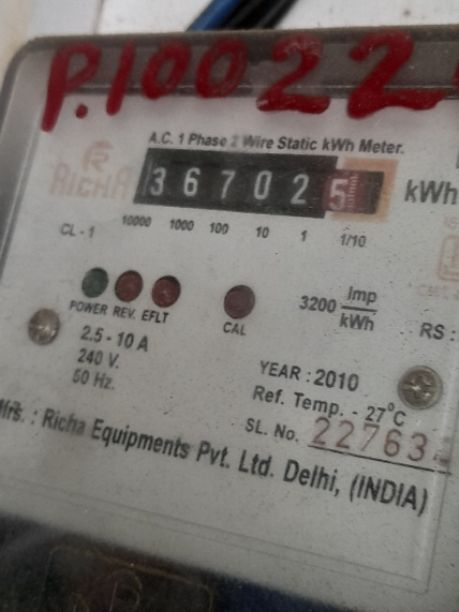 P.10022
A.C. 1 Phase 2 Wire Static kWh Meter.
RICHA
367025 kWh
CL - 1 10000 1000 100 10 1 1/10
POWER REV. EFLT CAL
3200 Imp/kWh
RS :
2.5 - 10 A
240 V.
50 Hz.
YEAR : 2010
Ref. Temp. - 27°C
SL. No. 22763
Mfrs. : Richa Equipments Pvt. Ltd. Delhi, (INDIA)